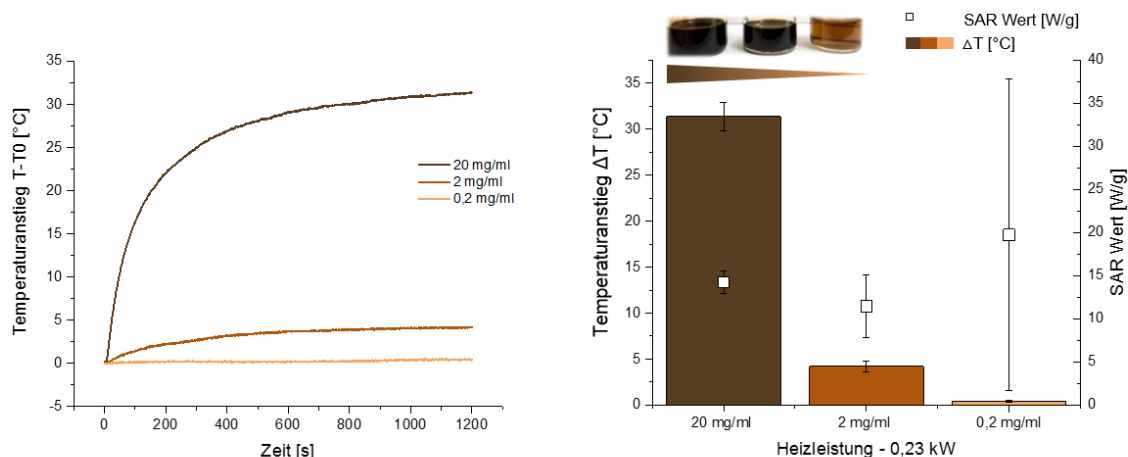 Temperaturanstieg T-T0 [°C]
35
30
25
20
15
10
5
0
-5
20 mg/ml
2 mg/ml
0,2 mg/ml
0 200 400 600 800 1000 1200
Zeit [s]
SAR Wert [W/g]
ΔT [°C]
Temperaturanstieg ΔT [°C]
35
30
25
20
15
10
5
0
40
35
30
25
20
15
10
5
0
SAR Wert [W/g]
20 mg/ml 2 mg/ml 0,2 mg/ml
Heizleistung - 0,23 kW